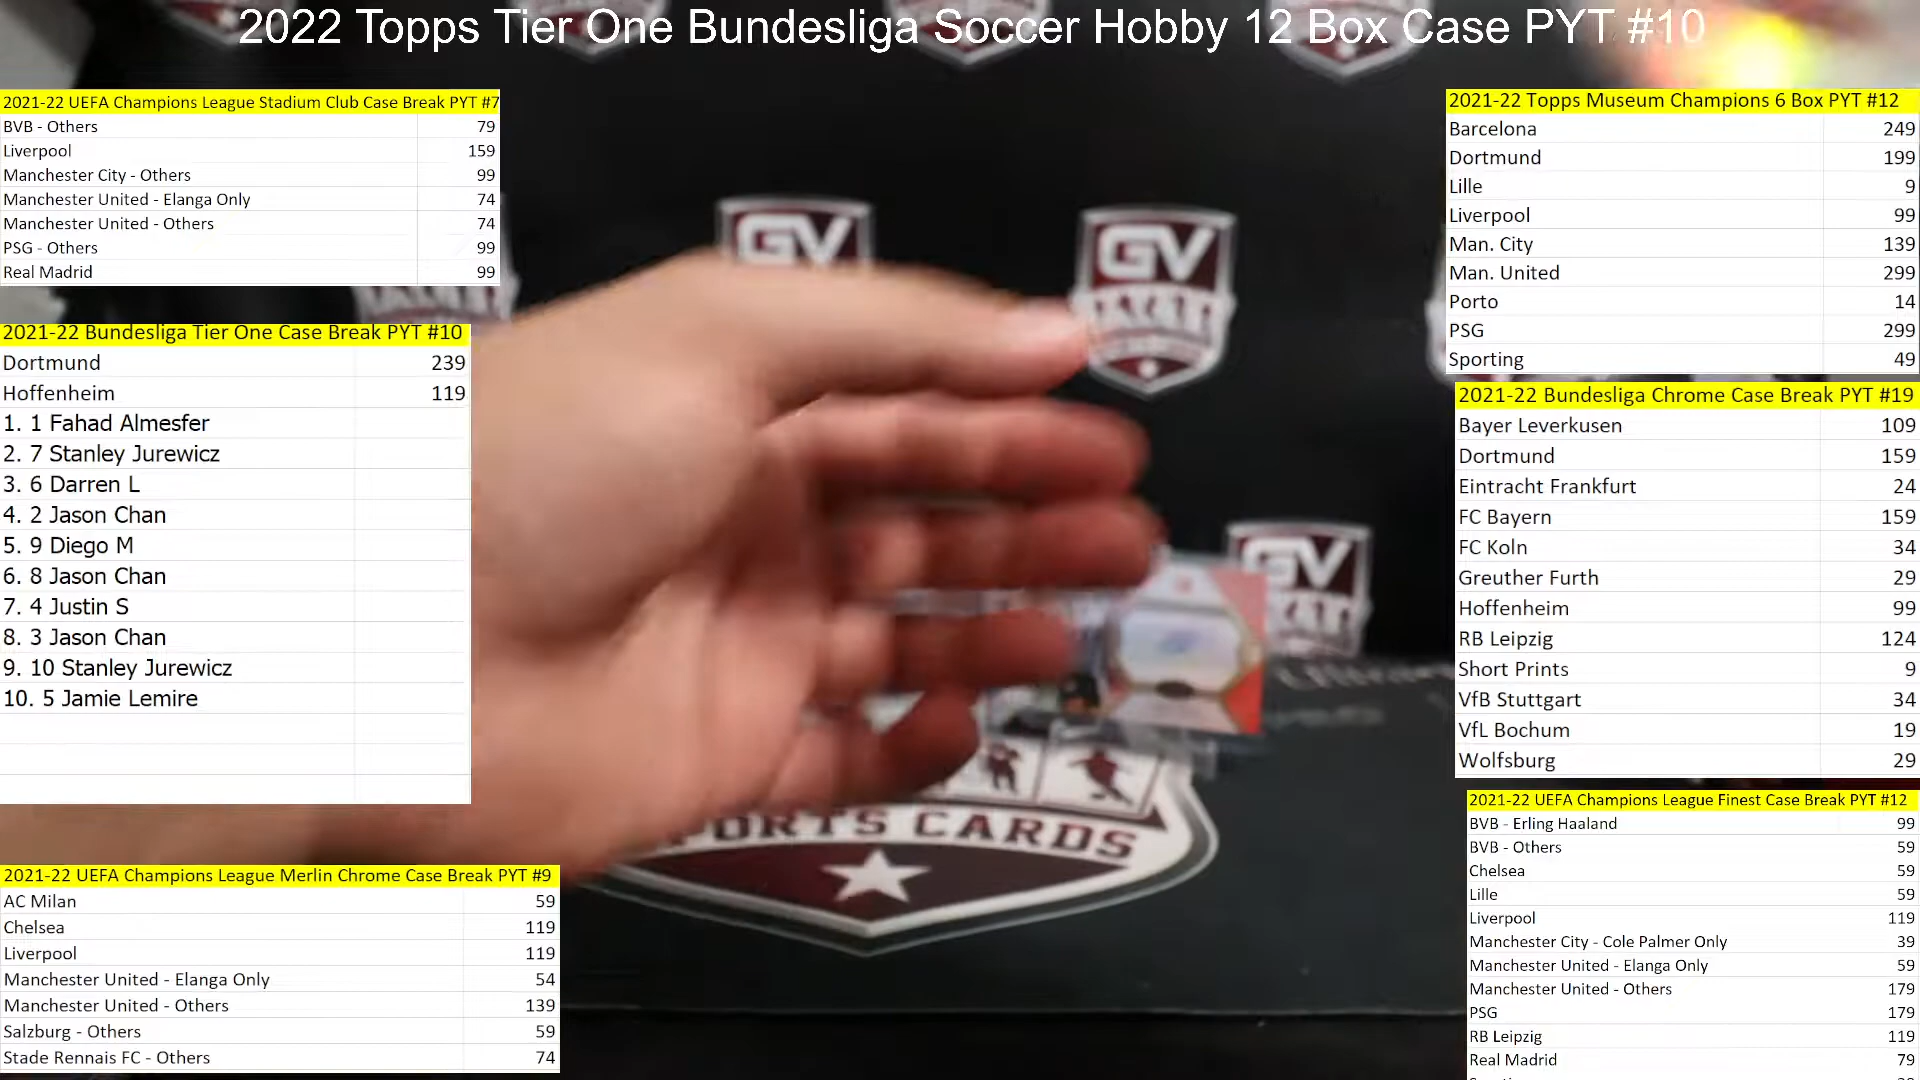 2022 Topps Tier One Bundesliga Soccer Hobby 12 Box Case PYT #10
2021-22 UEFA Champions League Stadium Club Case Break PYT #7
BVB - Others 79
Liverpool 159
Manchester City - Others 99
Manchester United - Elanga Only 74
Manchester United - Others 74
PSG - Others 99
Real Madrid 99
2021-22 Bundesliga Tier One Case Break PYT #10
Dortmund 239
Hoffenheim 119
1. 1 Fahad Almesfer
2. 7 Stanley Jurewicz
3. 6 Darren L
4. 2 Jason Chan
5. 9 Diego M
6. 8 Jason Chan
7. 4 Justin S
8. 3 Jason Chan
9. 10 Stanley Jurewicz
10. 5 Jamie Lemire
2021-22 UEFA Champions League Merlin Chrome Case Break PYT #9
AC Milan 59
Chelsea 119
Liverpool 119
Manchester United - Elanga Only 54
Manchester United - Others 139
Salzburg - Others 59
Stade Rennais FC - Others 74
GV
GV
GV
SPORTS CARDS
2021-22 Topps Museum Champions 6 Box PYT #12
Barcelona 249
Dortmund 199
Lille 9
Liverpool 99
Man. City 139
Man. United 299
Porto 14
PSG 299
Sporting 49
2021-22 Bundesliga Chrome Case Break PYT #19
Bayer Leverkusen 109
Dortmund 159
Eintracht Frankfurt 24
FC Bayern 159
FC Koln 34
Greuther Furth 29
Hoffenheim 99
RB Leipzig 124
Short Prints 9
VfB Stuttgart 34
VfL Bochum 19
Wolfsburg 29
2021-22 UEFA Champions League Finest Case Break PYT #12
BVB - Erling Haaland 99
BVB - Others 59
Chelsea 59
Lille 59
Liverpool 119
Manchester City - Cole Palmer Only 39
Manchester United - Elanga Only 59
Manchester United - Others 179
PSG 179
RB Leipzig 119
Real Madrid 79